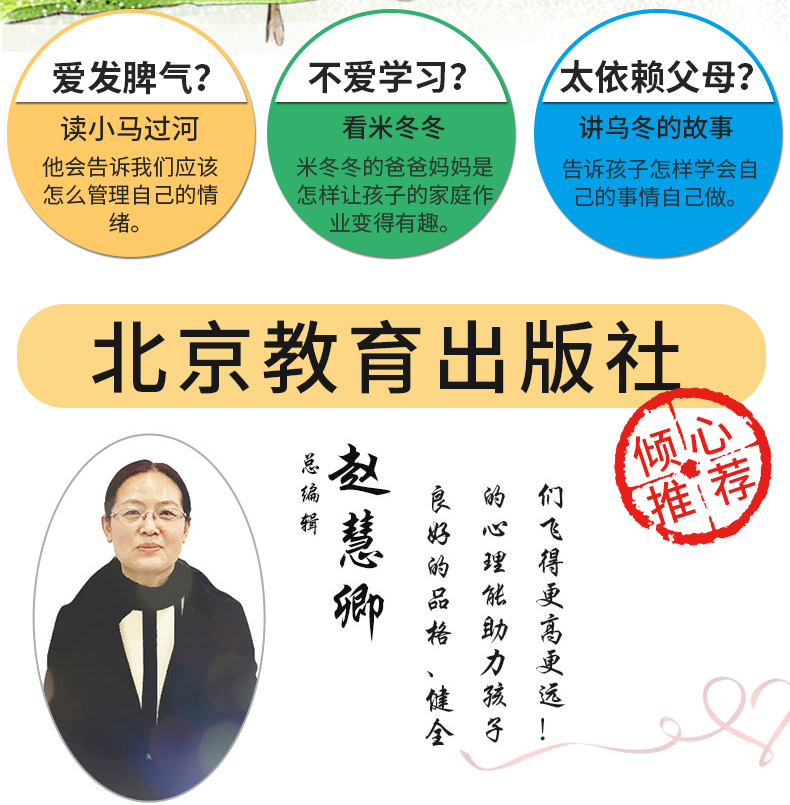 爱发脾气？
读小马过河
他会告诉我们应该
怎么管理自己的情
绪。
不爱学习？
看米冬冬
米冬冬的爸爸妈妈是
怎样让孩子的家庭作
业变得有趣。
太依赖父母？
讲乌冬的故事
告诉孩子怎样学会自
己的事情自己做。
北京教育出版社
倾心
推荐
总编辑
赵慧卿
良好的品格、健全
的心理能助力孩子
们飞得更高更远！